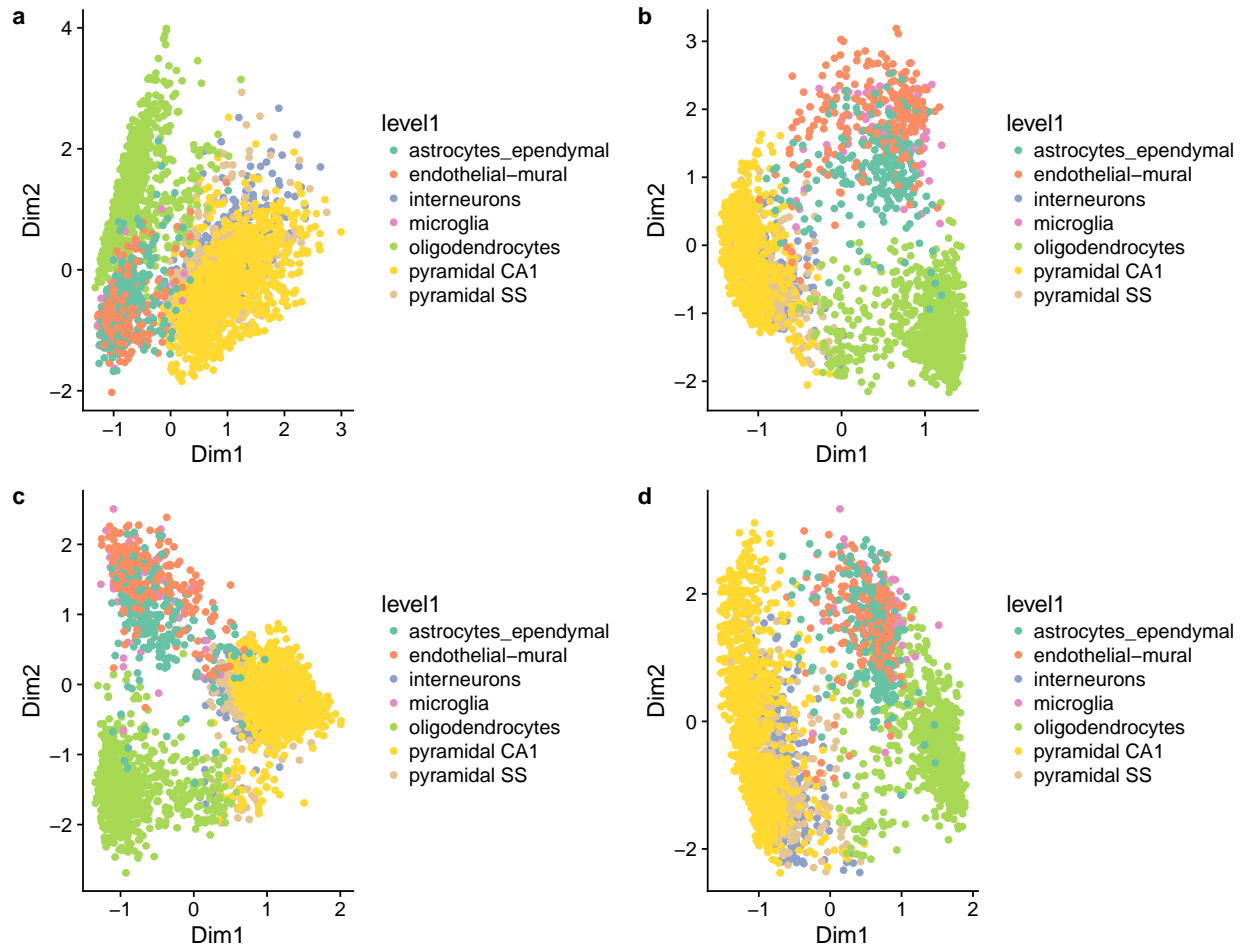 a
4
2
0
−2
Dim2
−1
0
1
2
3
Dim1
level1
astrocytes_ependymal
endothelial−mural
interneurons
microglia
oligodendrocytes
pyramidal CA1
pyramidal SS
b
3
2
1
0
−1
−2
Dim2
−1
0
1
Dim1
level1
astrocytes_ependymal
endothelial−mural
interneurons
microglia
oligodendrocytes
pyramidal CA1
pyramidal SS
c
2
1
0
−1
−2
Dim2
−1
0
1
2
Dim1
level1
astrocytes_ependymal
endothelial−mural
interneurons
microglia
oligodendrocytes
pyramidal CA1
pyramidal SS
d
2
0
−2
Dim2
−1
0
1
2
Dim1
level1
astrocytes_ependymal
endothelial−mural
interneurons
microglia
oligodendrocytes
pyramidal CA1
pyramidal SS